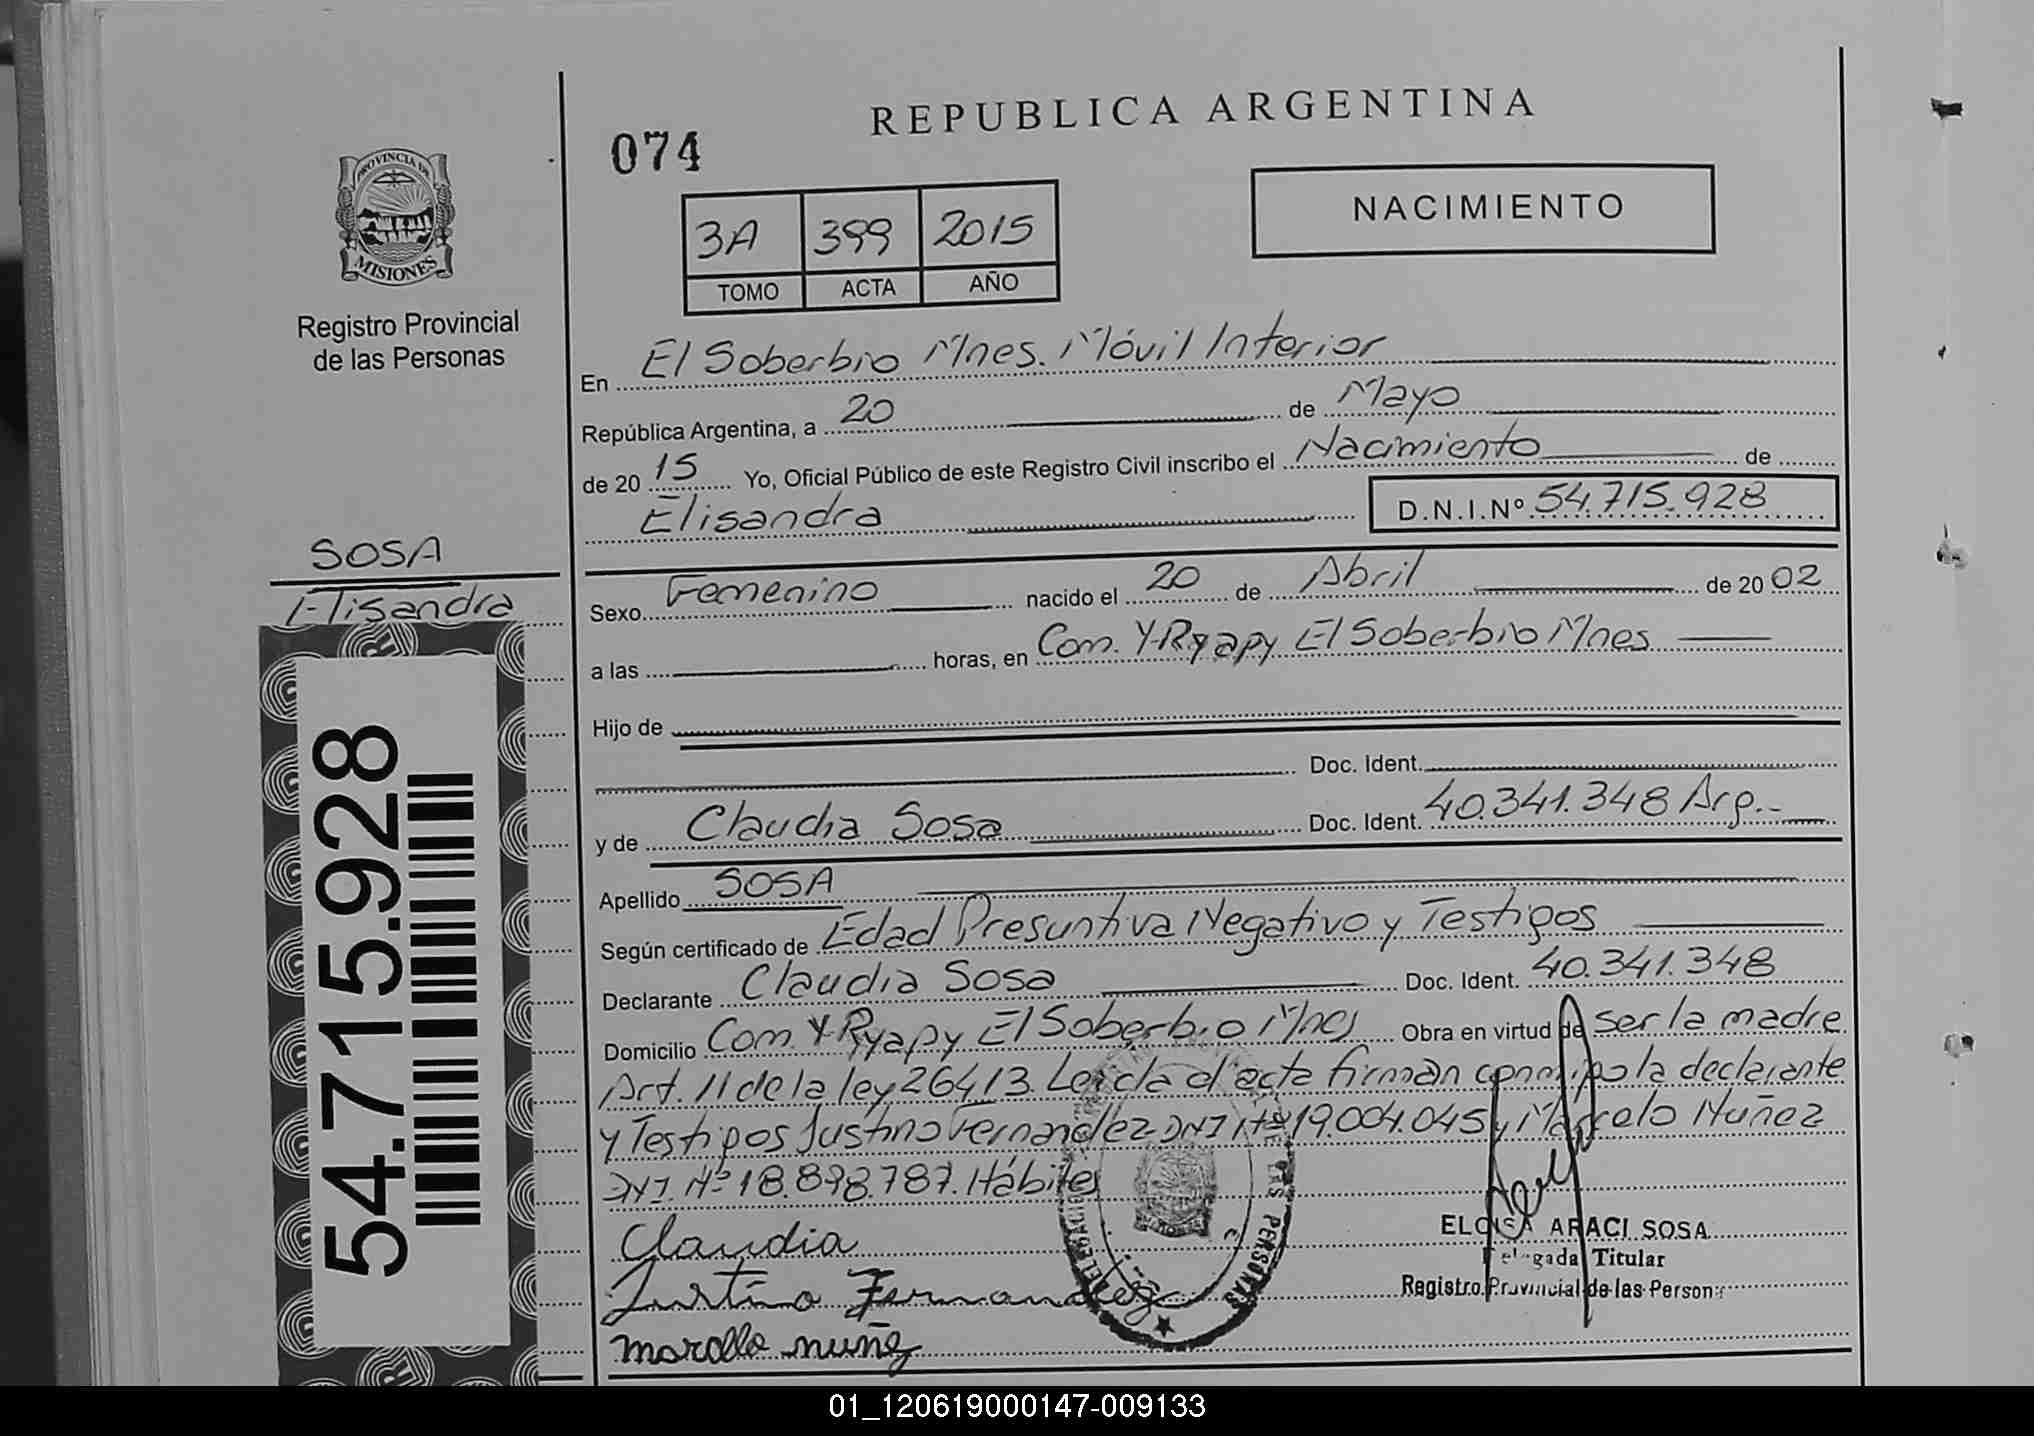 REPUBLICA ARGENTINA
074
NACIMIENTO
3A 399 2015
TOMO ACTA AÑO
PROVINCIA DE
MISIONES
Registro Provincial
de las Personas
En El Soberbio Mnes. Móvil Interior
República Argentina, a 20 de Mayo
de 20 15 Yo, Oficial Público de este Registro Civil inscribo el Nacimiento de
Elisandra D.N.I.Nº 54.715.928
SOSA
Elisandra
54.715.928
Sexo Femenino nacido el 20 de Abril de 20 02
a las horas, en Com. Y-Ryapy El Soberbio Mnes
Hijo de
Doc. Ident.
y de Claudia Sosa Doc. Ident. 40.341.348 Arg.
Apellido SOSA
Según certificado de Edad Presuntiva Negativo y Testigos
Declarante Claudia Sosa Doc. Ident. 40.341.348
Domicilio Com. Y-Ryapy El Soberbio Mnes Obra en virtud de ser la madre
Art. 11 de la ley 26413. Leida el acta firman conmigo la declarante
y Testigos Justino Fernandez DNI Nº 19.004.045 y Marcelo Nuñez
DNI. Nº 18.898.787. Hábites
Claudia
Justino Fernandez
marcelo nuñez
DELEGACION DE LAS PERSONAS
ELOISA ARACI SOSA
Delegada Titular
Registro Provincial de las Personas
01_120619000147-009133